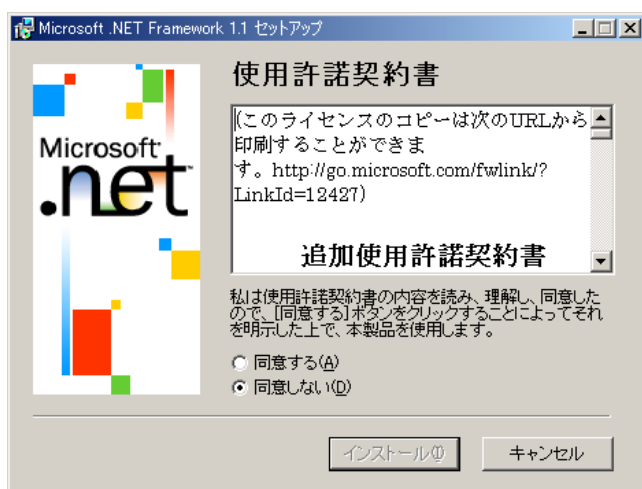 Microsoft .NET Framework 1.1 セットアップ
Microsoft
.net
使用許諾契約書
(このライセンスのコピーは次のURLから
印刷することができま
す。http://go.microsoft.com/fwlink/?
LinkId=12427)
追加使用許諾契約書
私は使用許諾契約書の内容を読み、理解し、同意した
ので、[同意する]ボタンをクリックすることによってそれ
を明示した上で、本製品を使用します。
同意する(A)
同意しない(D)
インストール(I)
キャンセル